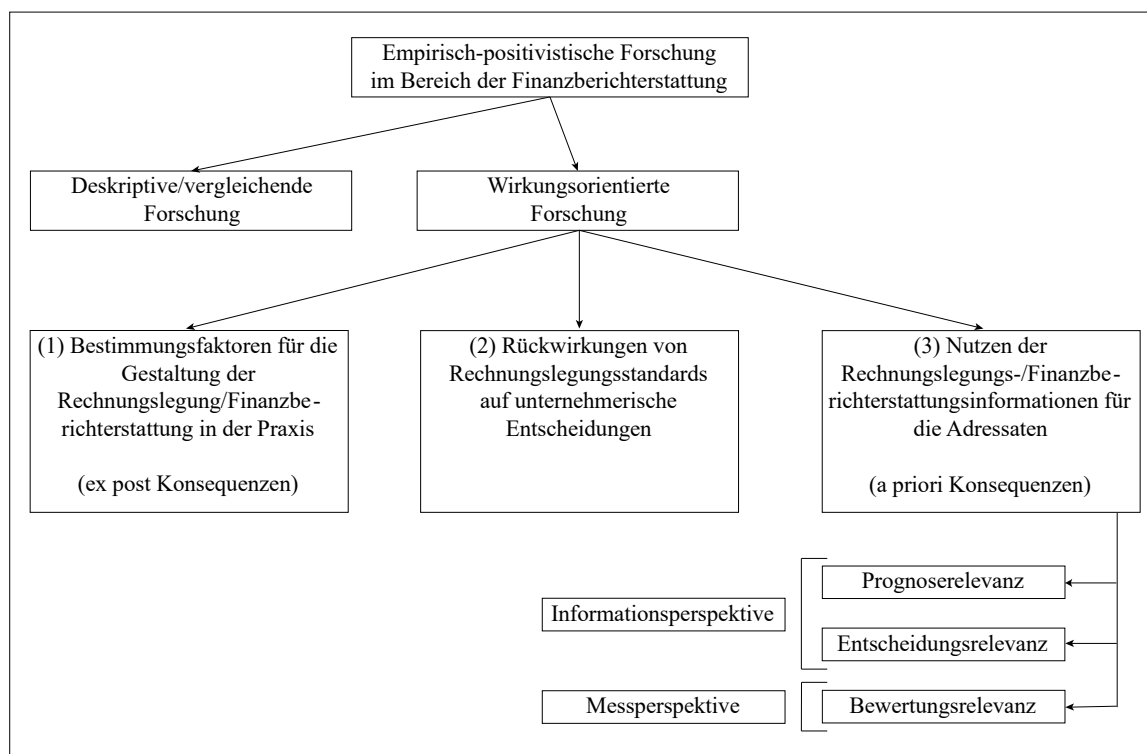 Empirisch-positivistische Forschung
im Bereich der Finanzberichterstattung
Deskriptive/vergleichende
Forschung
Wirkungsorientierte
Forschung
(1) Bestimmungsfaktoren für die
Gestaltung der
Rechnungslegung/Finanzbe-
richterstattung in der Praxis
(ex post Konsequenzen)
(2) Rückwirkungen von
Rechnungslegungsstandards
auf unternehmerische
Entscheidungen
(3) Nutzen der
Rechnungslegungs-/Finanzbe-
richterstattungsinformationen für
die Adressaten
(a priori Konsequenzen)
Informationsperspektive
Prognoserelevanz
Entscheidungsrelevanz
Messperspektive
Bewertungsrelevanz